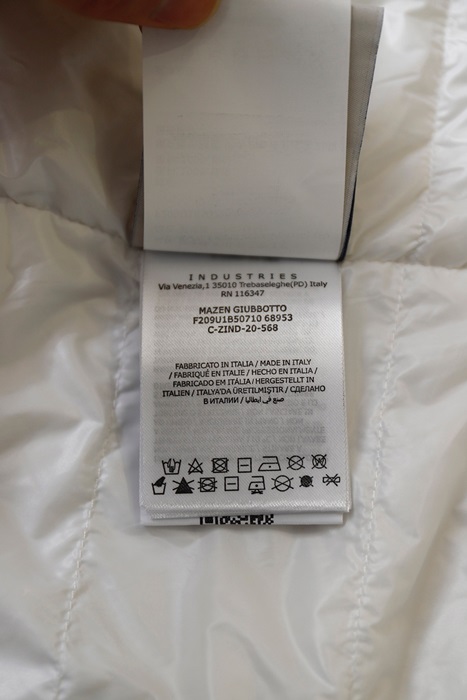 INDUSTRIES
Via Venezia,1 35010 Trebaseleghe(PD) Italy
RN 116347
MAZEN GIUBBOTTO
F209U1B50710 68953
C-ZIND-20-568
FABBRICATO IN ITALIA / MADE IN ITALY
/ FABRIQUÉ EN ITALIE / HECHO EN ITALIA /
FABRICADO EM ITÁLIA / HERGESTELLT IN
ITALIEN / ITALYA'DA ÜRETILMIŞTIR / СДЕЛАНО
В ИТАЛИИ / صنع في ايطاليا